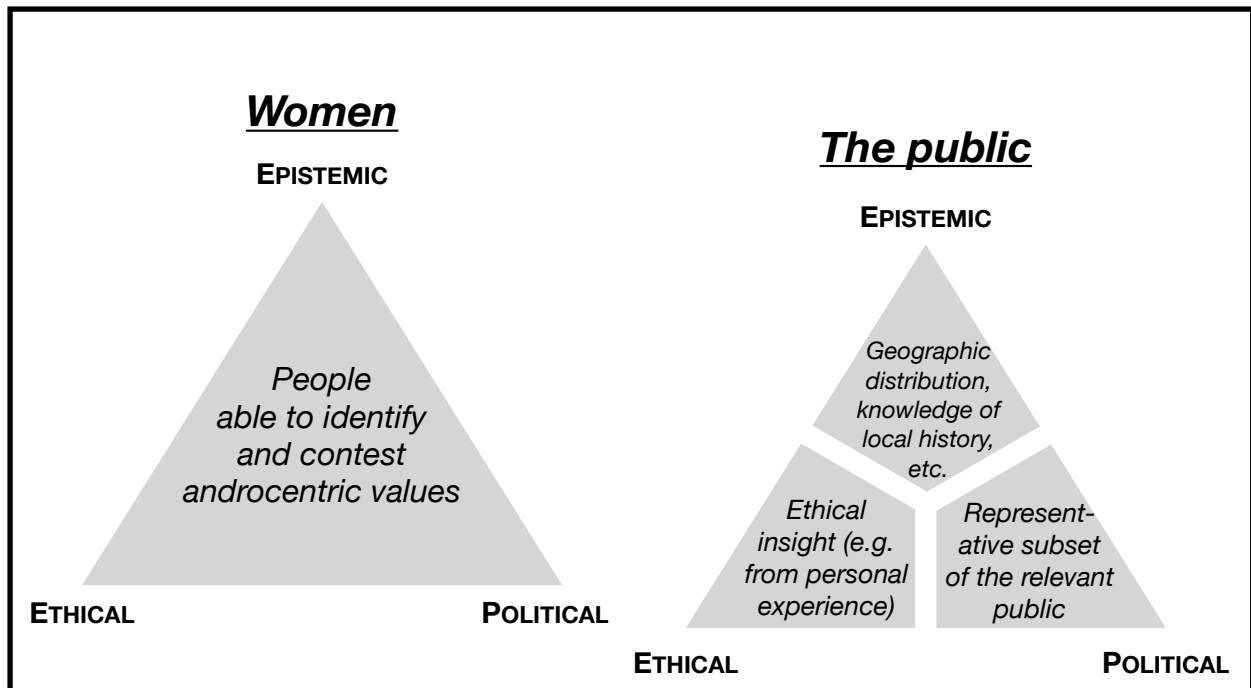 Women
EPISTEMIC
People
able to identify
and contest
androcentric values
ETHICAL
POLITICAL
The public
EPISTEMIC
Geographic
distribution,
knowledge of
local history,
etc.
Ethical
insight (e.g.
from personal
experience)
Represent-
ative subset
of the relevant
public
ETHICAL
POLITICAL